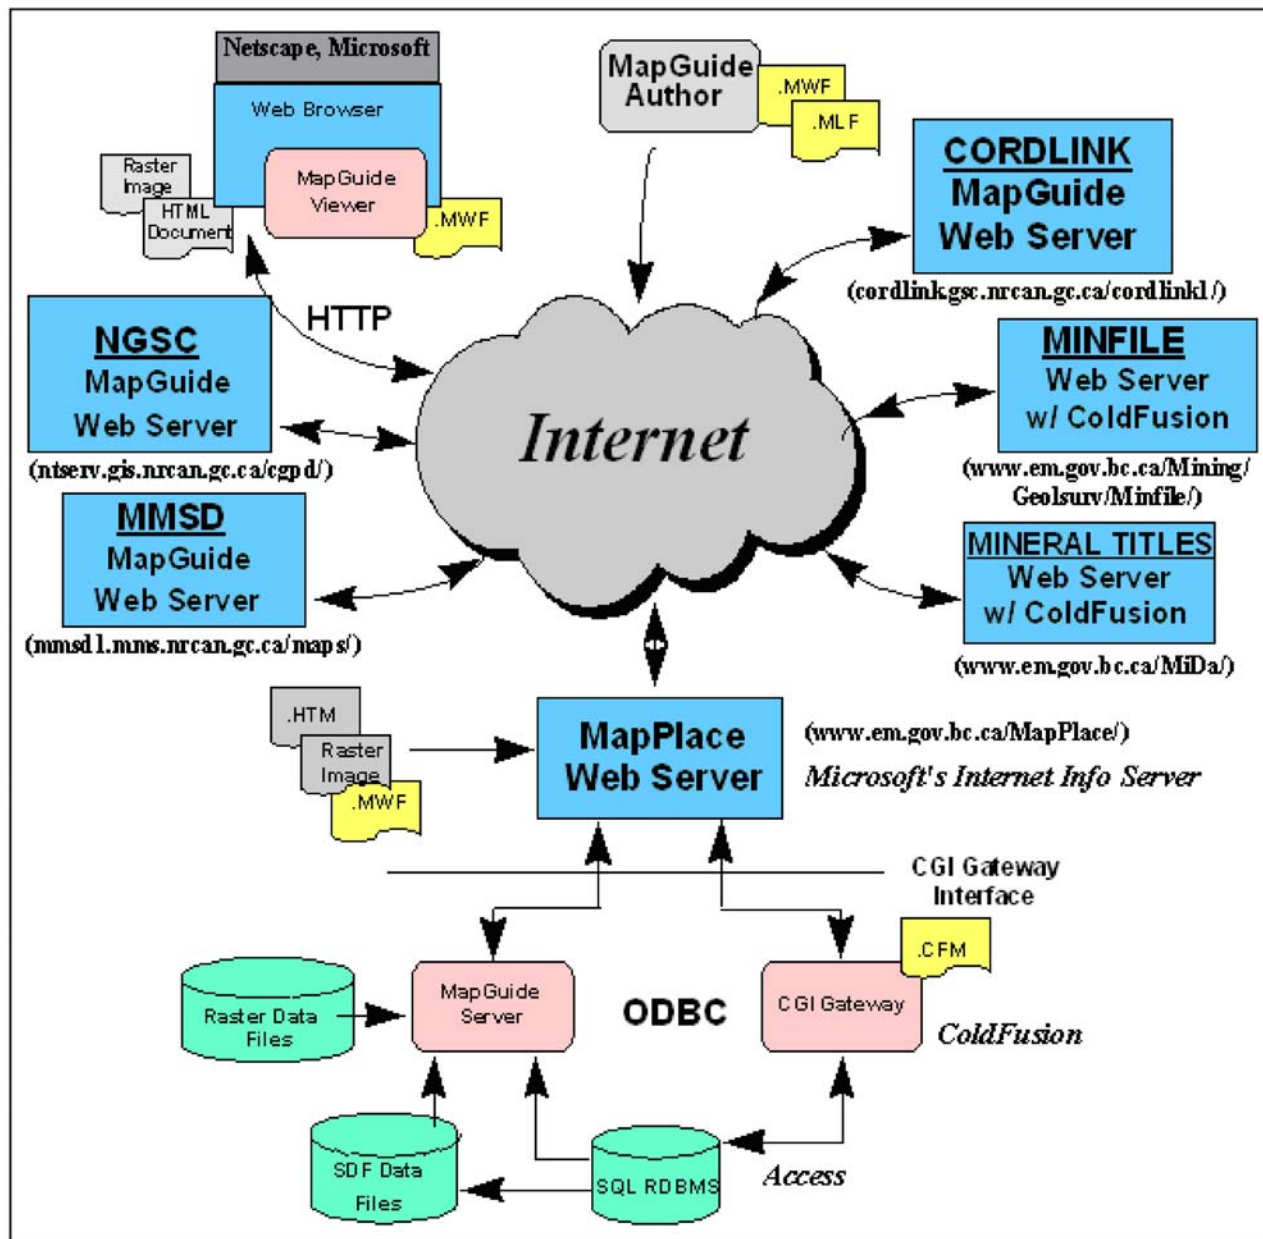 Netscape, Microsoft
Web Browser
MapGuide
Viewer
Raster
Image
HTML
Document
.MWF
MapGuide
Author
.MWF
.MLF
CORDLINK
MapGuide
Web Server
(cordlinkgsc.nrcan.gc.ca/cordlink1/)
HTTP
NGSC
MapGuide
Web Server
(ntserv.gis.nrcan.gc.ca/cgpd/)
Internet
MINFILE
Web Server
w/ ColdFusion
(www.em.gov.bc.ca/Mining/
Geolsurv/Minfile/)
MMSD
MapGuide
Web Server
(mmsd1.mms.nrcan.gc.ca/maps/)
MINERAL TITLES
Web Server
w/ ColdFusion
(www.em.gov.bc.ca/MiDa/)
.HTM
Raster
Image
.MWF
MapPlace
Web Server
(www.em.gov.bc.ca/MapPlace/)
Microsoft's Internet Info Server
CGI Gateway
Interface
.CFM
MapGuide
Server
ODBC
CGI Gateway
ColdFusion
Raster Data
Files
SDF Data
Files
SQL RDBMS
Access